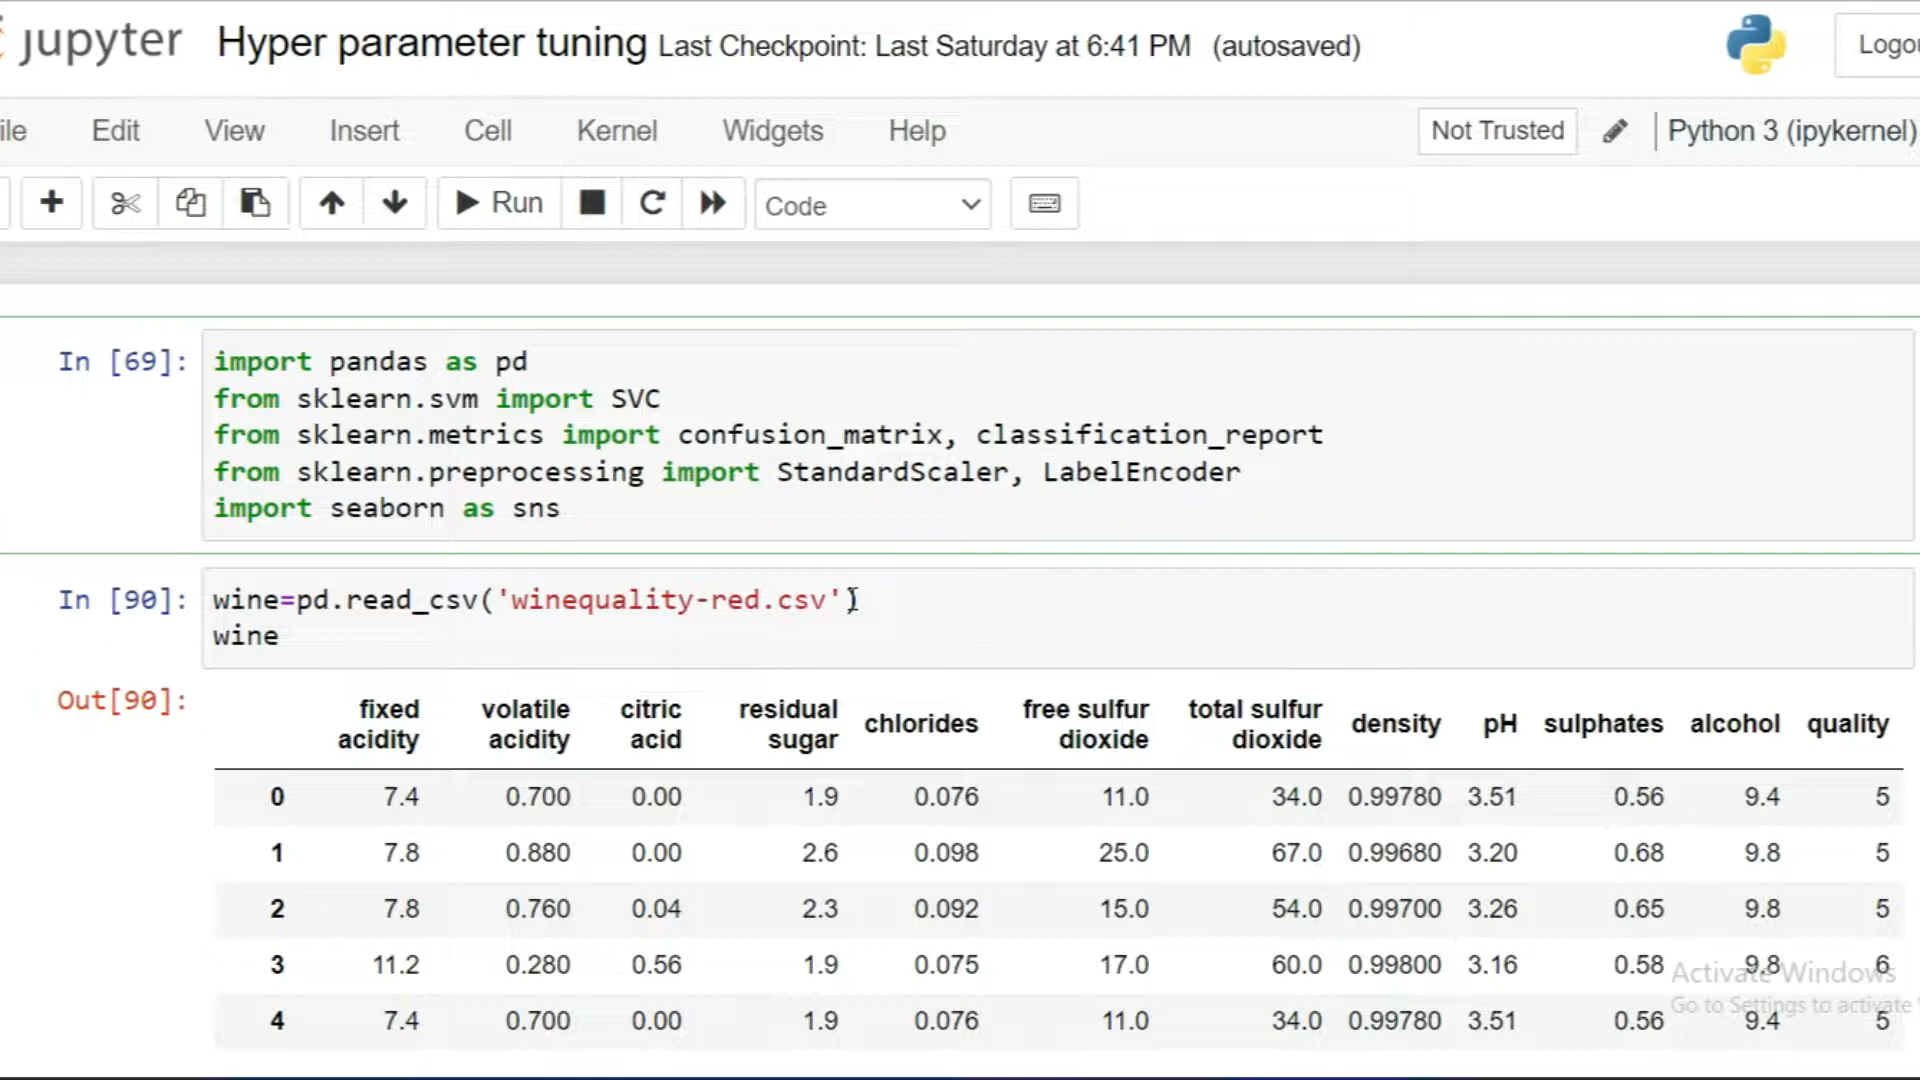 jupyter Hyper parameter tuning Last Checkpoint: Last Saturday at 6:41 PM (autosaved)
ile Edit View Insert Cell Kernel Widgets Help Not Trusted Python 3 (ipykernel)
Run Code
In [69]: import pandas as pd
from sklearn.svm import SVC
from sklearn.metrics import confusion_matrix, classification_report
from sklearn.preprocessing import StandardScaler, LabelEncoder
import seaborn as sns
In [90]: wine=pd.read_csv('winequality-red.csv')
wine
Out[90]:
fixed acidity volatile acidity citric acid residual sugar chlorides free sulfur dioxide total sulfur dioxide density pH sulphates alcohol quality
0 7.4 0.700 0.00 1.9 0.076 11.0 34.0 0.99780 3.51 0.56 9.4 5
1 7.8 0.880 0.00 2.6 0.098 25.0 67.0 0.99680 3.20 0.68 9.8 5
2 7.8 0.760 0.04 2.3 0.092 15.0 54.0 0.99700 3.26 0.65 9.8 5
3 11.2 0.280 0.56 1.9 0.075 17.0 60.0 0.99800 3.16 0.58 9.8 6
4 7.4 0.700 0.00 1.9 0.076 11.0 34.0 0.99780 3.51 0.56 9.4 5
Activate Windows
Go to Settings to activate